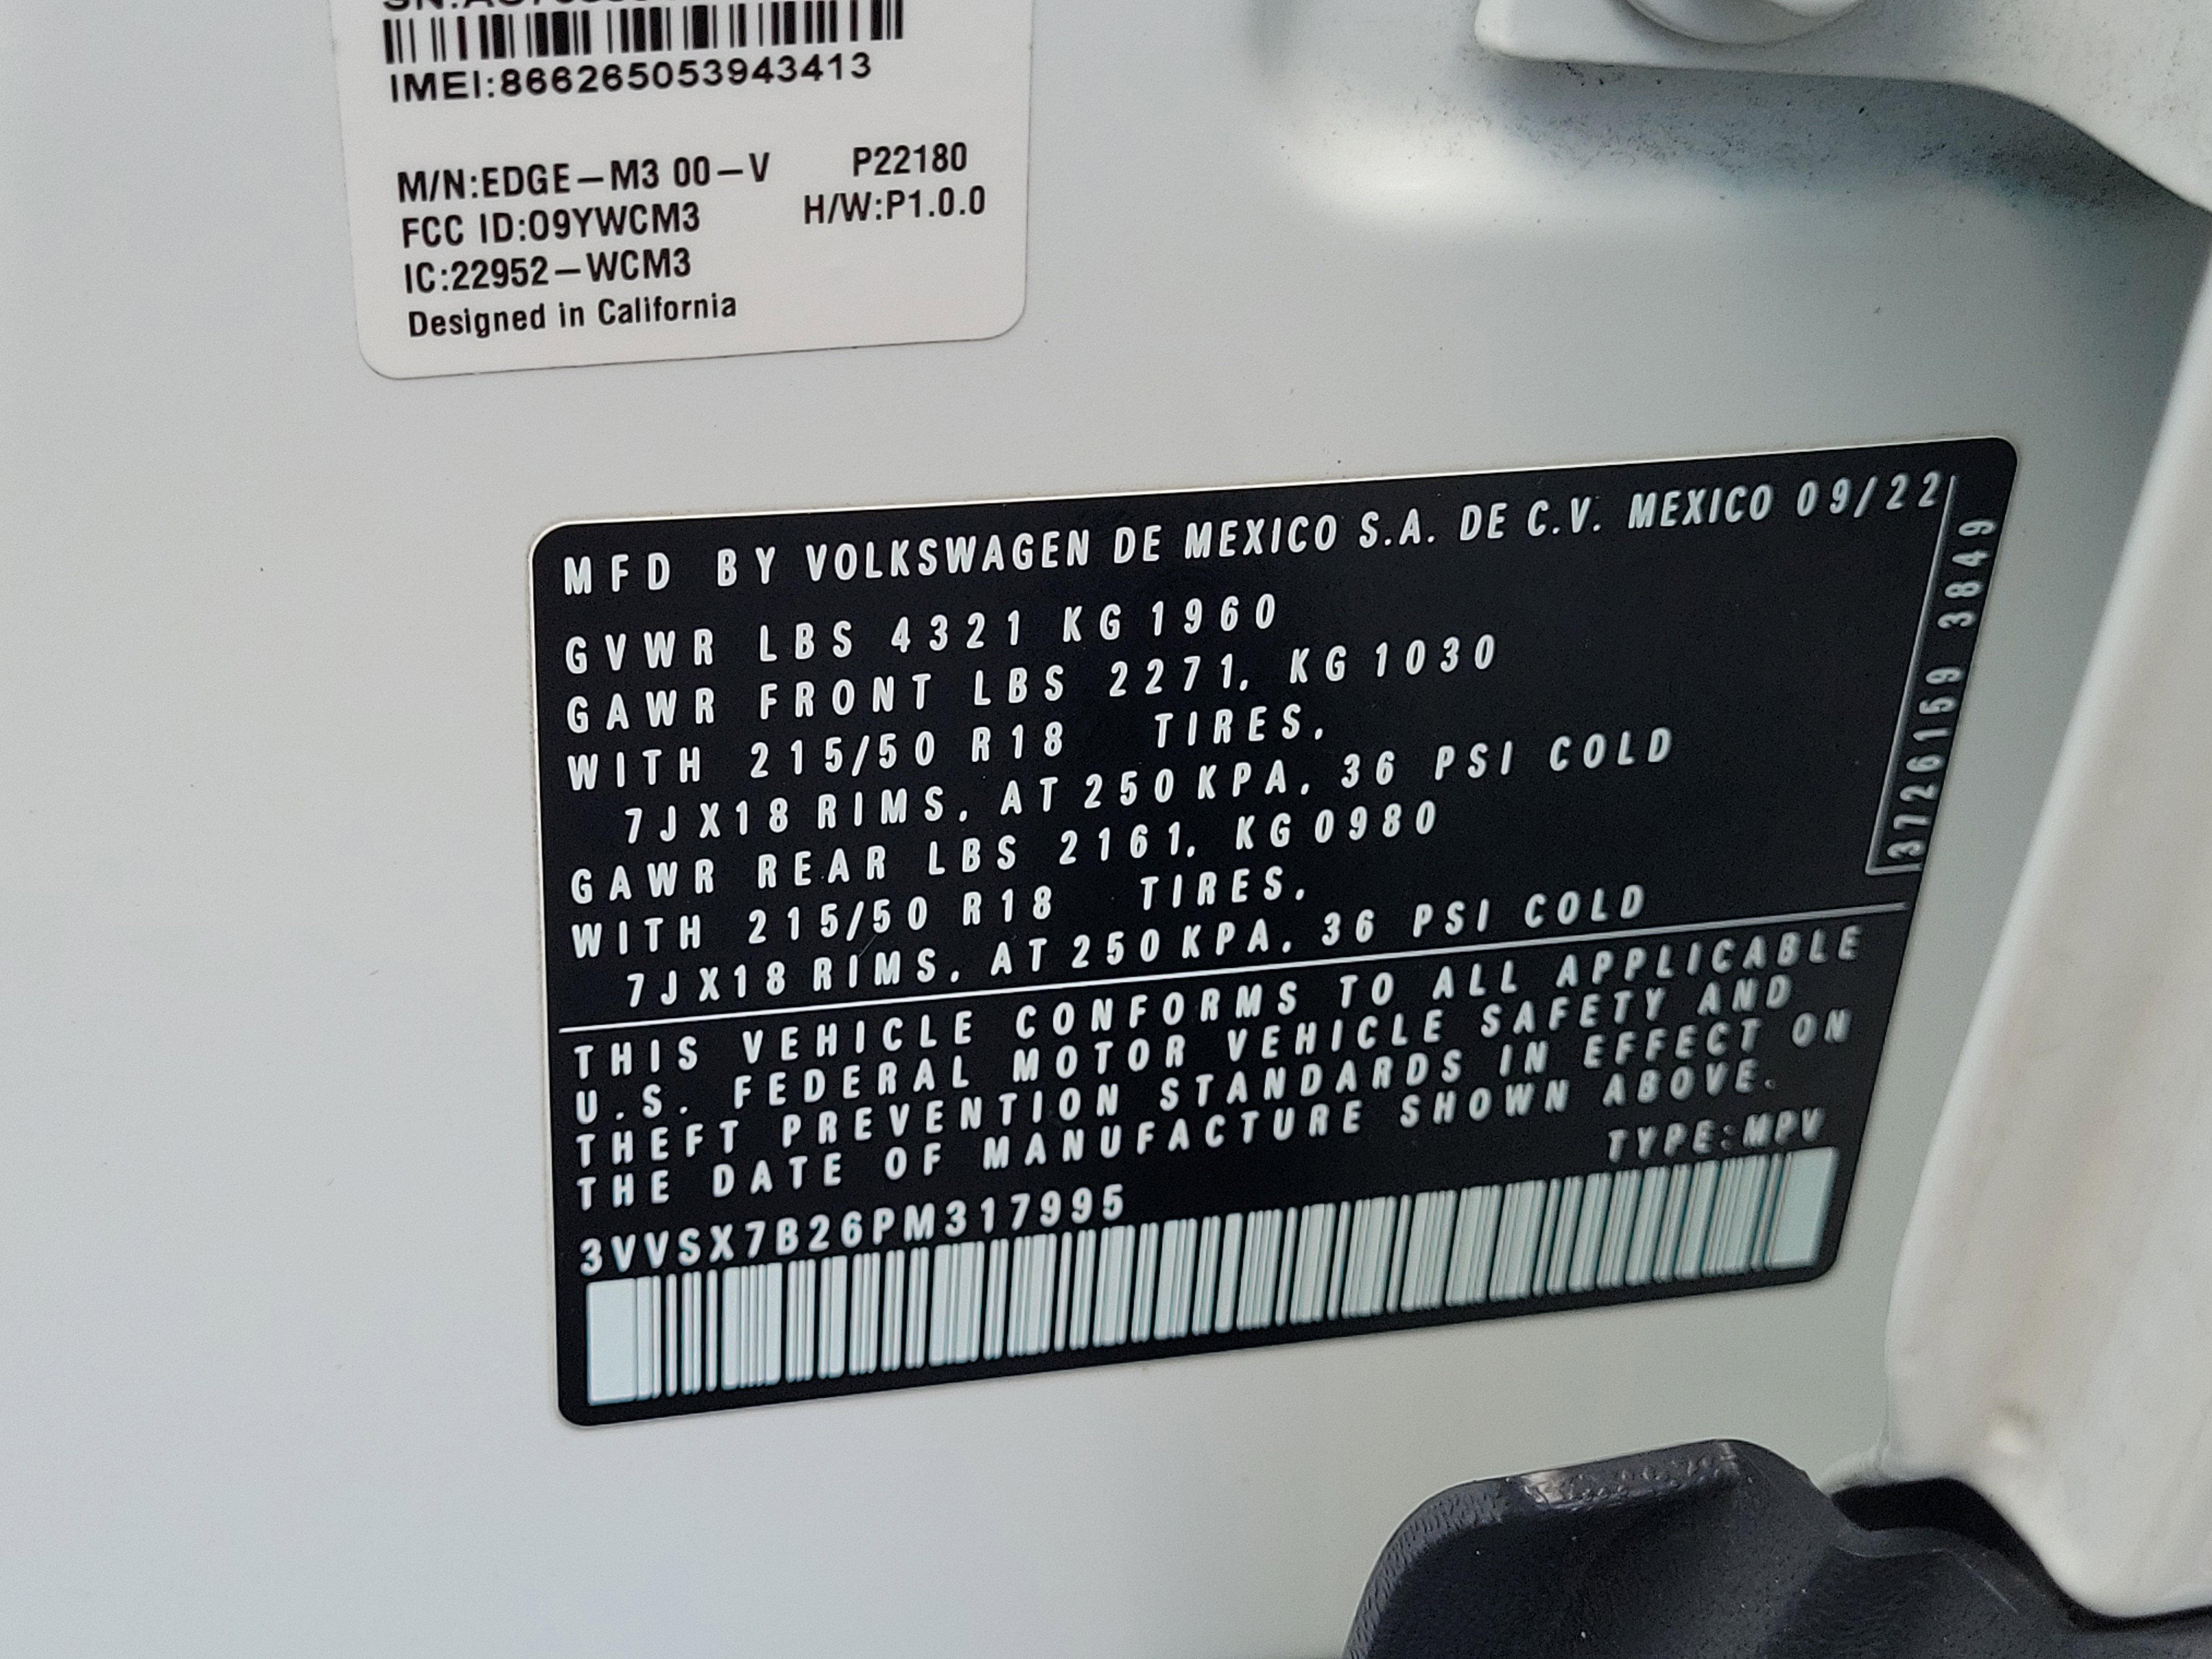 IMEI:866265053943413
M/N:EDGE-M3 00-V P22180
FCC ID:O9YWCM3 H/W:P1.0.0
IC:22952-WCM3
Designed in California
MFD BY VOLKSWAGEN DE MEXICO S.A. DE C.V. MEXICO 09/22
GVWR LBS 4321 KG 1960
GAWR FRONT LBS 2271. KG 1030
WITH 215/50 R18 TIRES.
7JX18 RIMS. AT 250 KPA. 36 PSI COLD
GAWR REAR LBS 2161. KG 0980
WITH 215/50 R18 TIRES.
7JX18 RIMS. AT 250 KPA. 36 PSI COLD
3726159 3849
THIS VEHICLE CONFORMS TO ALL APPLICABLE
U.S. FEDERAL MOTOR VEHICLE SAFETY AND
THEFT PREVENTION STANDARDS IN EFFECT ON
THE DATE OF MANUFACTURE SHOWN ABOVE.
TYPE:MPV
3VVSX7B26PM317995